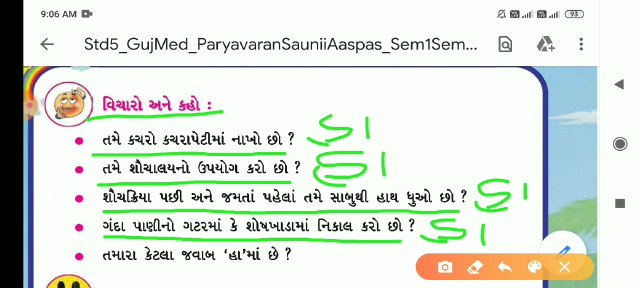 9:06 AM
93
Std5_GujMed_ParyavaranSauniiAaspas_Sem1Sem...
વિચારો અને કહો :
તમે કચરો કચરાપેટીમાં નાખો છો ? હા
તમે શૌચાલયનો ઉપયોગ કરો છો ? હા
શૌચક્રિયા પછી અને જમતાં પહેલાં તમે સાબુથી હાથ ધુઓ છો ? હા
ગંદા પાણીનો ગટરમાં કે શોષખાડામાં નિકાલ કરો છો ? હા
તમારા કેટલા જવાબ ‘હા’માં છે ?